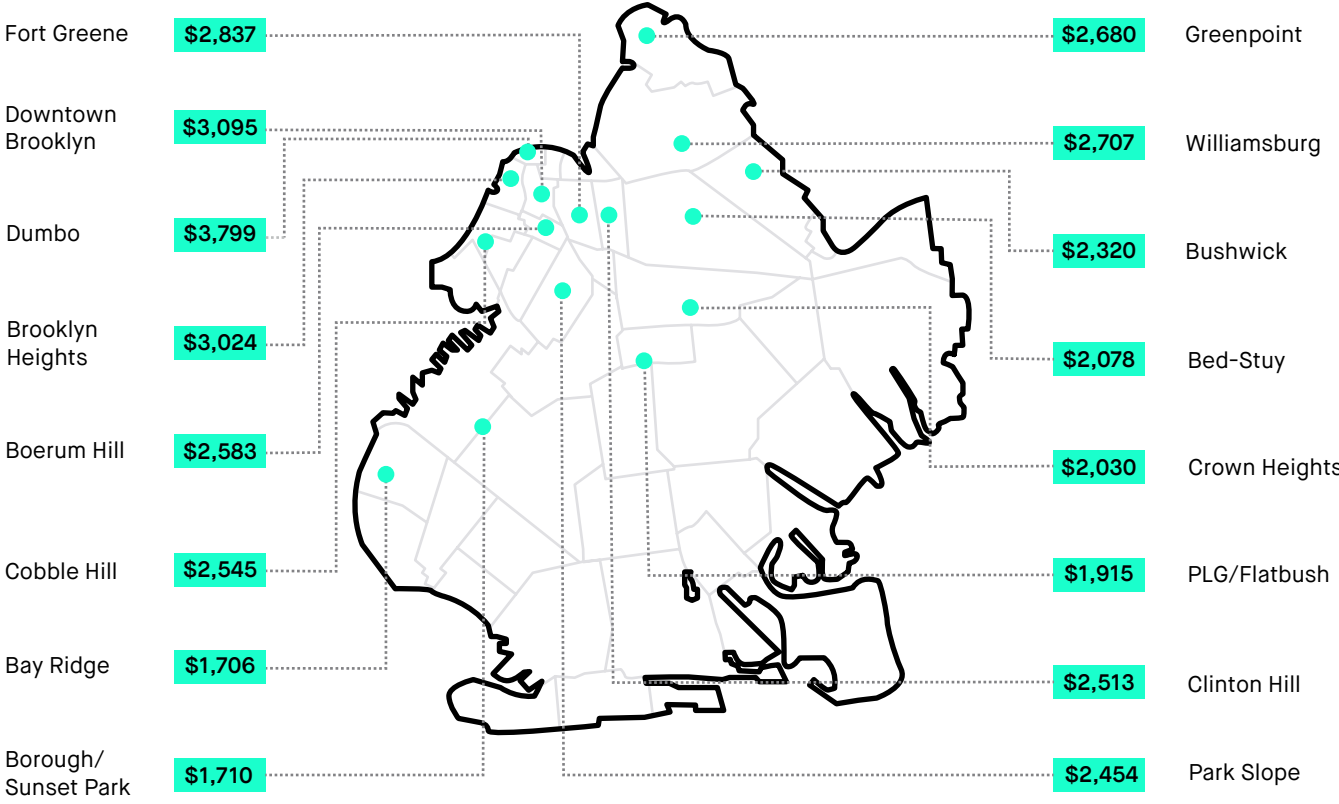 Fort Greene
$2,837
Downtown
Brooklyn
$3,095
Dumbo
$3,799
Brooklyn
Heights
$3,024
Boerum Hill
$2,583
Cobble Hill
$2,545
Bay Ridge
$1,706
Borough/
Sunset Park
$1,710
$2,680
Greenpoint
$2,707
Williamsburg
$2,320
Bushwick
$2,078
Bed-Stuy
$2,030
Crown Heights
$1,915
PLG/Flatbush
$2,513
Clinton Hill
$2,454
Park Slope